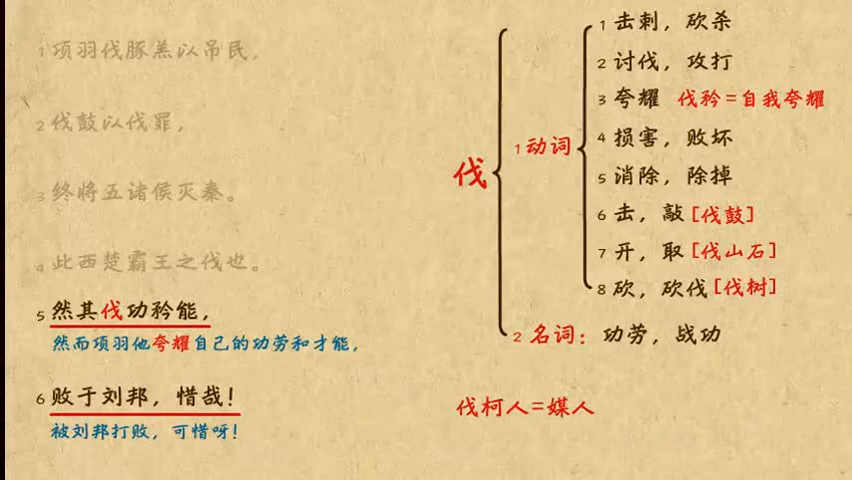 1 项羽伐豚羔以吊民，
2 伐鼓以伐罪，
3 终将五诸侯灭秦。
4 此西楚霸王之伐也。
5 然其伐功矜能，
然而项羽他夸耀自己的功劳和才能，
6 败于刘邦，惜哉！
被刘邦打败，可惜呀！
伐
1 动词
1 击刺，砍杀
2 讨伐，攻打
3 夸耀 伐矜=自我夸耀
4 损害，败坏
5 消除，除掉
6 击，敲[伐鼓]
7 开，取[伐山石]
8 砍，砍伐[伐树]
2 名词：功劳，战功
伐柯人=媒人